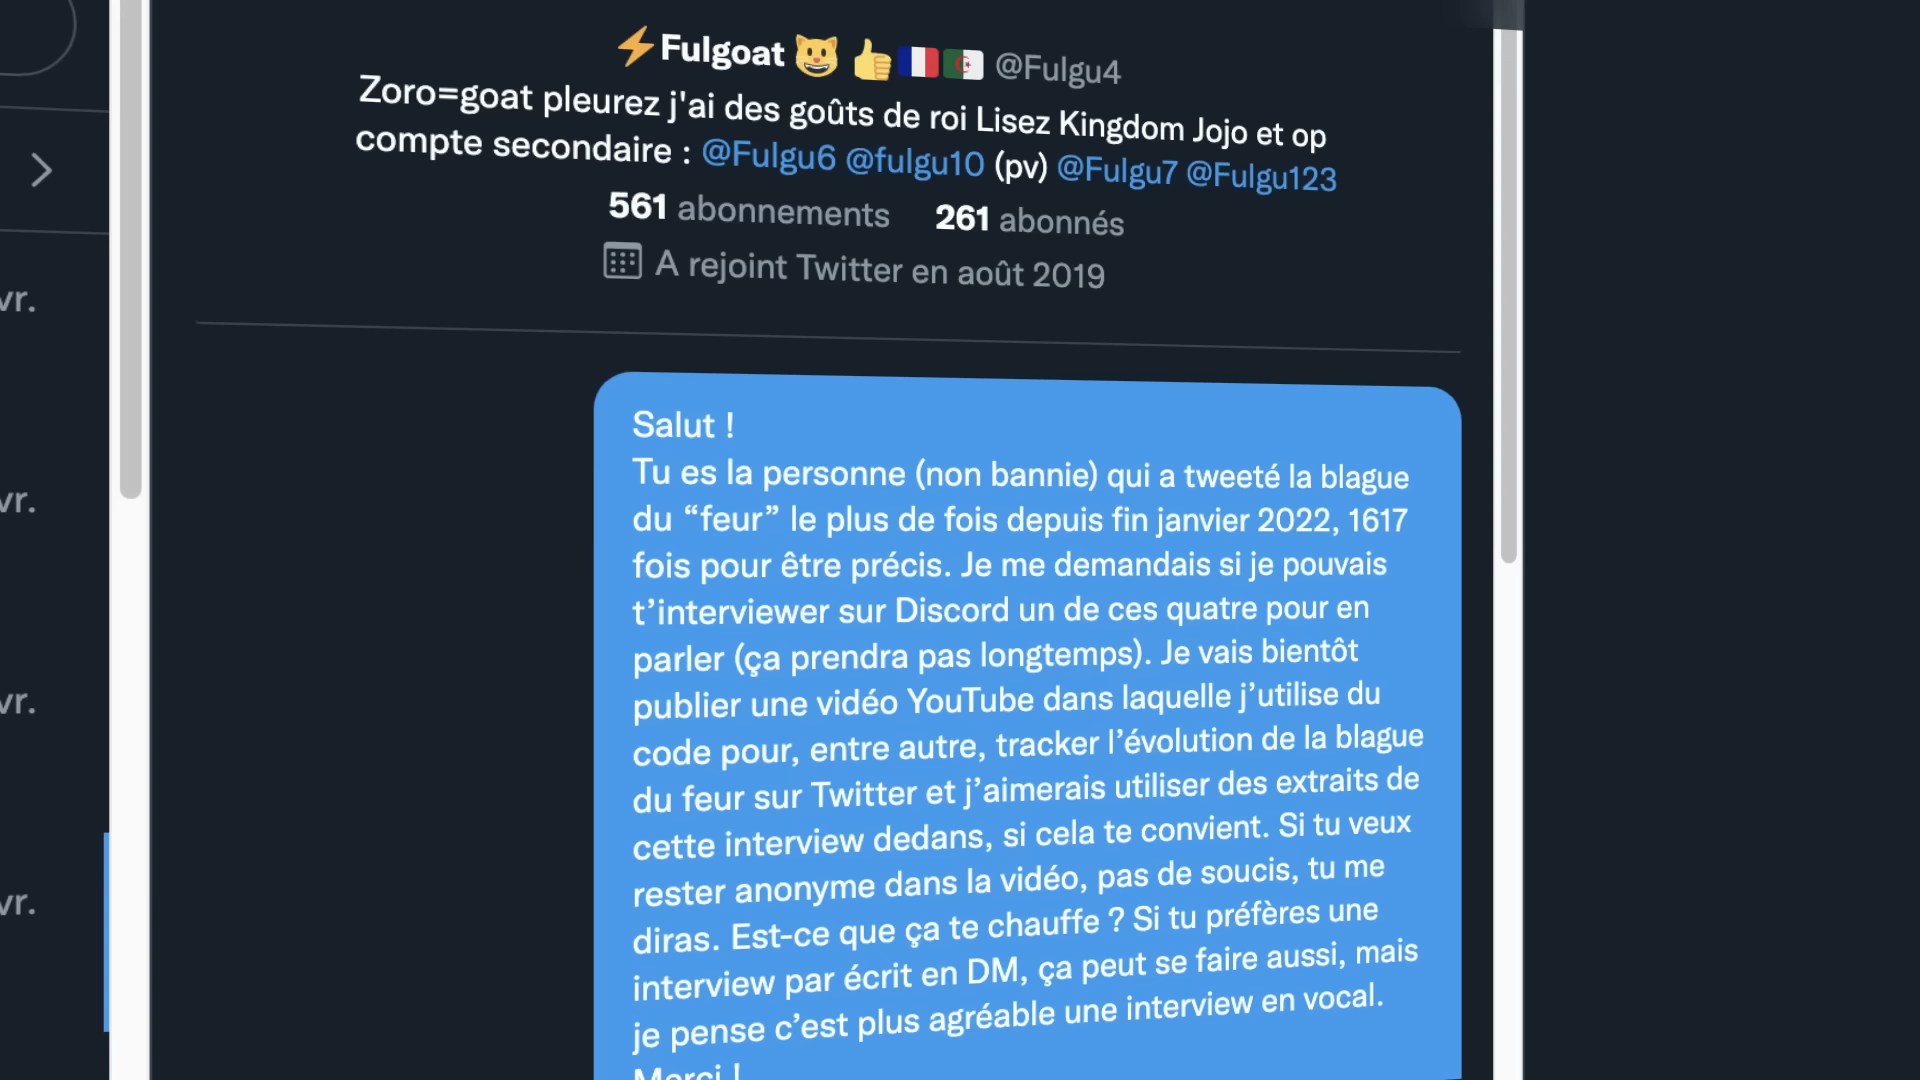 ⚡Fulgoat 😺 👍🇫🇷🇩🇿 @Fulgu4
Zoro=goat pleurez j'ai des goûts de roi Lisez Kingdom Jojo et op
compte secondaire : @Fulgu6 @fulgu10 (pv) @Fulgu7 @Fulgu123
561 abonnements 261 abonnés
A rejoint Twitter en août 2019
vr.
vr.
vr.
vr.
Salut !
Tu es la personne (non bannie) qui a tweeté la blague
du “feur” le plus de fois depuis fin janvier 2022, 1617
fois pour être précis. Je me demandais si je pouvais
t’interviewer sur Discord un de ces quatre pour en
parler (ça prendra pas longtemps). Je vais bientôt
publier une vidéo YouTube dans laquelle j’utilise du
code pour, entre autre, tracker l’évolution de la blague
du feur sur Twitter et j’aimerais utiliser des extraits de
cette interview dedans, si cela te convient. Si tu veux
rester anonyme dans la vidéo, pas de soucis, tu me
diras. Est-ce que ça te chauffe ? Si tu préfères une
interview par écrit en DM, ça peut se faire aussi, mais
je pense c’est plus agréable une interview en vocal.
Merci !